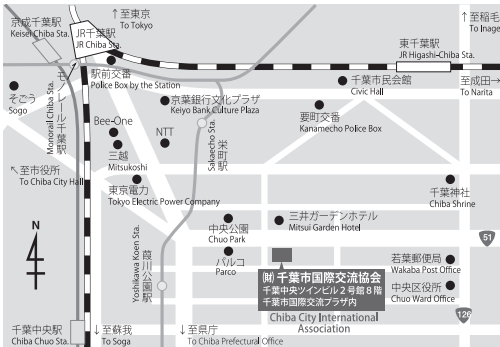 京成千葉駅
Keisei Chiba Sta.
JR千葉駅
JR Chiba Sta.
↑至東京
To Tokyo
↑至稲毛
To Inage
東千葉駅
JR Higashi-Chiba Sta.
モノレール千葉駅
Monorail Chiba Sta.
駅前交番
Police Box by the Station
千葉市民会館
Civic Hall
至成田→
To Narita
そごう
Sogo
京葉銀行文化プラザ
Keiyo Bank Culture Plaza
要町交番
Kanamecho Police Box
Bee-One
NTT
栄町駅
Sakaecho Sta.
三越
Mitsukoshi
↖至市役所
To Chiba City Hall
東京電力
Tokyo Electric Power Company
千葉神社
Chiba Shrine
N
中央公園
Chuo Park
三井ガーデンホテル
Mitsui Garden Hotel
51
葭川公園駅
Yoshikawa Koen Sta.
パルコ
Parco
若葉郵便局
Wakaba Post Office
㈶ 千葉市国際交流協会
千葉中央ツインビル2号館8階
千葉市国際交流プラザ内
中央区役所
Chuo Ward Office
126
Chiba City International
Association
千葉中央駅
Chiba Chuo Sta.
↓至蘇我
To Soga
↓至県庁
To Chiba Prefectural Office